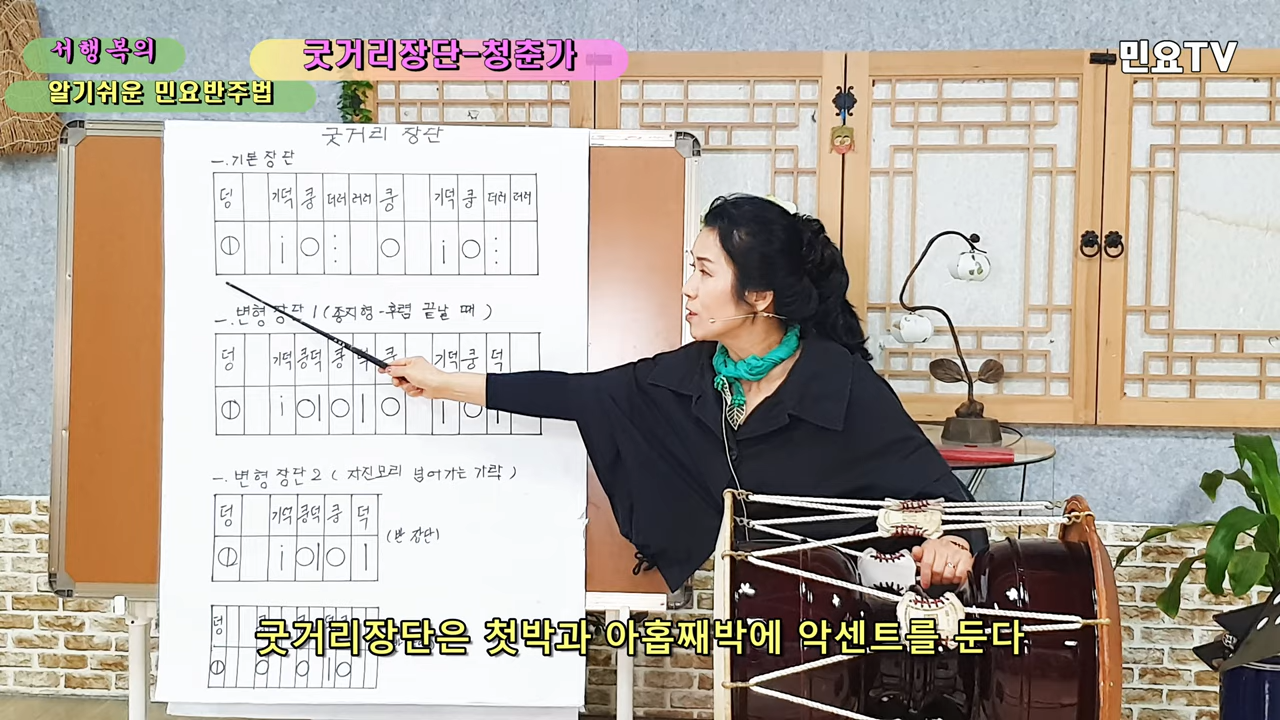 서행복의
굿거리장단-청춘가
민요TV
알기쉬운 민요반주법
굿거리 장단
一.기본 장단
덩 기덕 쿵 더러 러러 쿵 기덕 쿵 더러 러러
一.변형 장단1(종지형-후렴 끝날 때)
덩 기덕 쿵덕 쿵 쿵 기덕 쿵 덕
一.변형 장단2(자진모리 넘어가는 가락)
덩 기덕 쿵덕 쿵 덕
(반 장단)
덩
굿거리장단은 첫박과 아홉째박에 악센트를 둔다